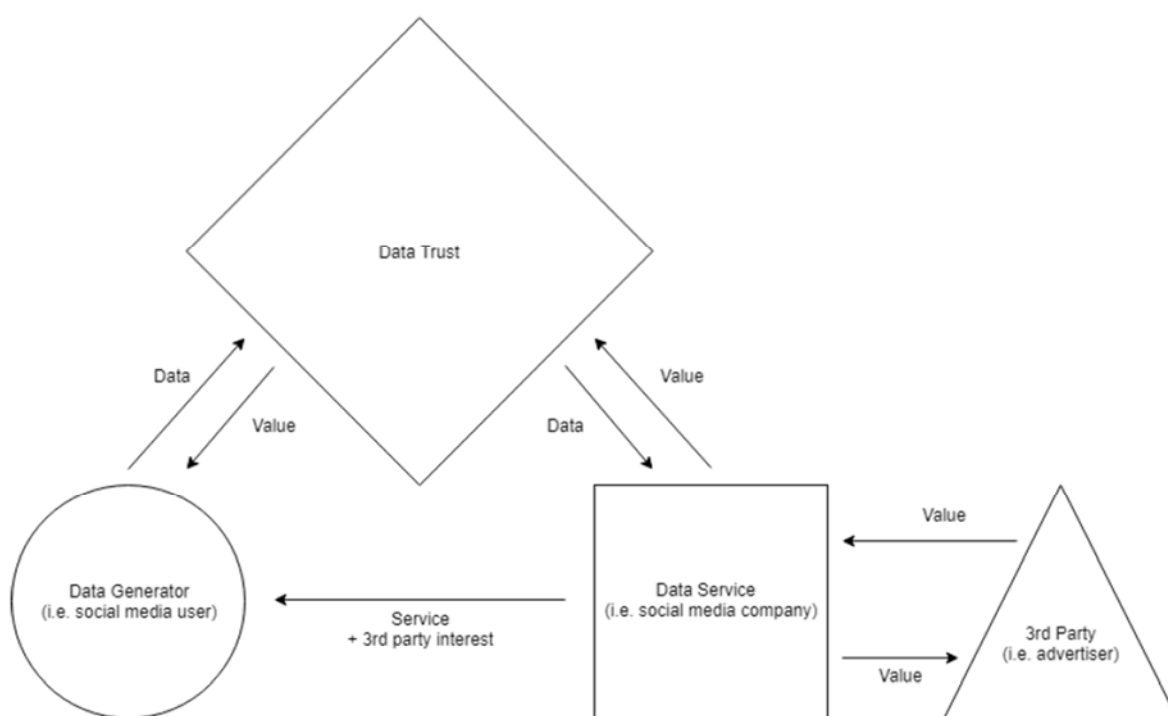 Data Trust
Data
Value
Value
Data
Data Generator
(i.e. social media user)
Service
+ 3rd party interest
Data Service
(i.e. social media company)
Value
Value
3rd Party
(i.e. advertiser)